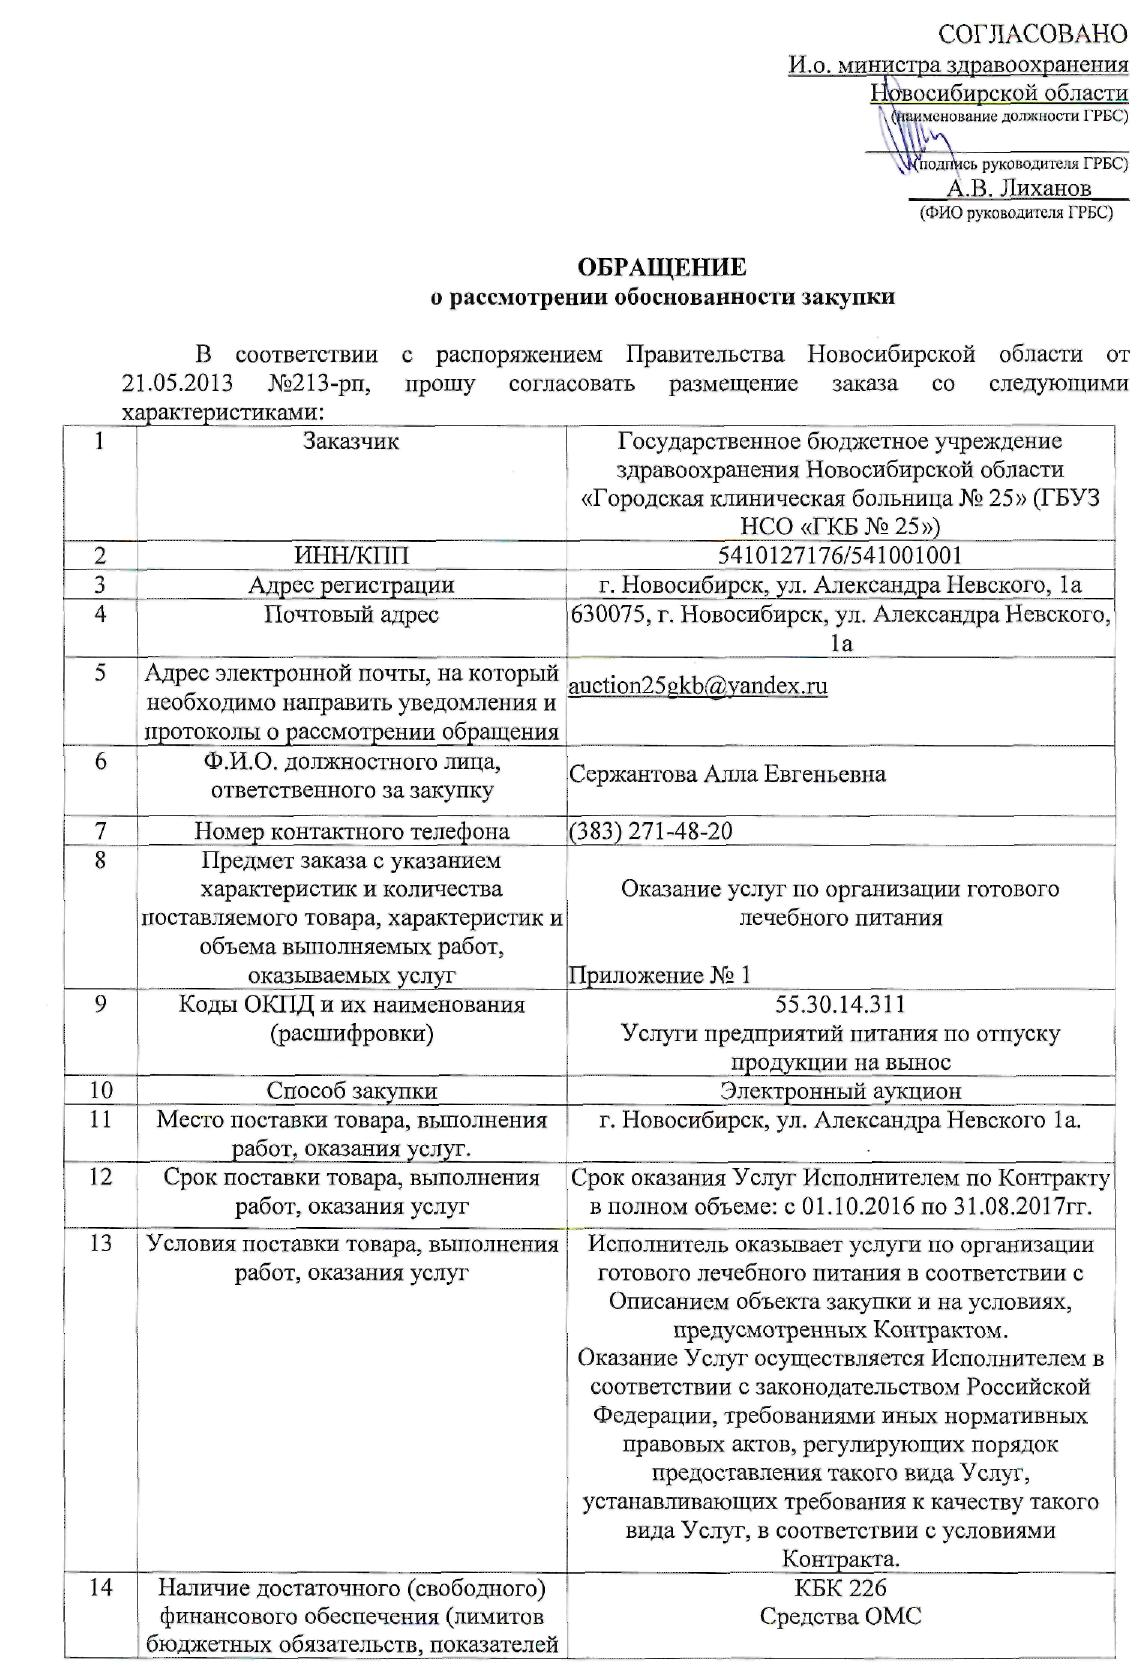 СОГЛАСОВАНО
И.о. министра здравоохранения
Новосибирской области
(наименование должности ГРБС)
(подпись руководителя ГРБС)
А.В. Лиханов
(ФИО руководителя ГРБС)
ОБРАЩЕНИЕ
о рассмотрении обоснованности закупки
В соответствии с распоряжением Правительства Новосибирской области от
21.05.2013 №213-рп, прошу согласовать размещение заказа со следующими
характеристиками:
1 Заказчик
Государственное бюджетное учреждение
здравоохранения Новосибирской области
«Городская клиническая больница № 25» (ГБУЗ
НСО «ГКБ № 25»)
2 ИНН/КПП 5410127176/541001001
3 Адрес регистрации г. Новосибирск, ул. Александра Невского, 1а
4 Почтовый адрес 630075, г. Новосибирск, ул. Александра Невского,
1а
5 Адрес электронной почты, на который
необходимо направить уведомления и
протоколы о рассмотрении обращения
auction25gkb@yandex.ru
6 Ф.И.О. должностного лица,
ответственного за закупку
Сержантова Алла Евгеньевна
7 Номер контактного телефона (383) 271-48-20
8 Предмет заказа с указанием
характеристик и количества
поставляемого товара, характеристик и
объема выполняемых работ,
оказываемых услуг
Оказание услуг по организации готового
лечебного питания
Приложение № 1
9 Коды ОКПД и их наименования
(расшифровки)
55.30.14.311
Услуги предприятий питания по отпуску
продукции на вынос
10 Способ закупки Электронный аукцион
11 Место поставки товара, выполнения
работ, оказания услуг.
г. Новосибирск, ул. Александра Невского 1а.
12 Срок поставки товара, выполнения
работ, оказания услуг
Срок оказания Услуг Исполнителем по Контракту
в полном объеме: с 01.10.2016 по 31.08.2017гг.
13 Условия поставки товара, выполнения
работ, оказания услуг
Исполнитель оказывает услуги по организации
готового лечебного питания в соответствии с
Описанием объекта закупки и на условиях,
предусмотренных Контрактом.
Оказание Услуг осуществляется Исполнителем в
соответствии с законодательством Российской
Федерации, требованиями иных нормативных
правовых актов, регулирующих порядок
предоставления такого вида Услуг,
устанавливающих требования к качеству такого
вида Услуг, в соответствии с условиями
Контракта.
14 Наличие достаточного (свободного)
финансового обеспечения (лимитов
бюджетных обязательств, показателей
КБК 226
Средства ОМС